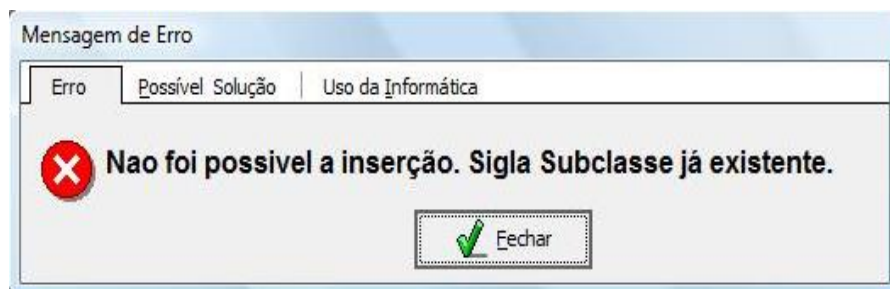 Mensagem de Erro
Erro Possível Solução Uso da Informática
Nao foi possivel a inserção. Sigla Subclasse já existente.
Fechar